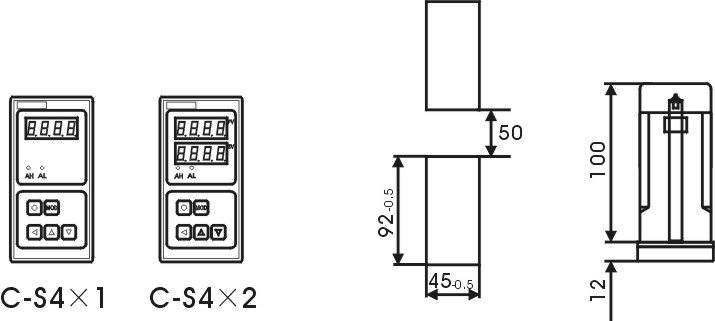 8.8.8.8
AH AL
MOD
C-S4×1
8.8.8.8 PV
8.8.8.8 SV
AH AL
MOD
C-S4×2
50
92-0.5
45-0.5
100
12